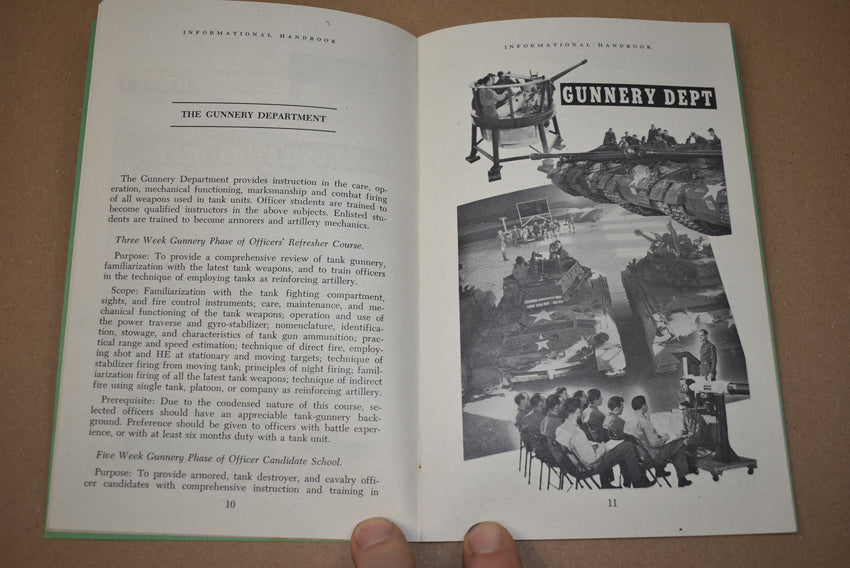 INFORMATIONAL HANDBOOK
THE GUNNERY DEPARTMENT
The Gunnery Department provides instruction in the care, op-
eration, mechanical functioning, marksmanship and combat firing
of all weapons used in tank units. Officer students are trained to
become qualified instructors in the above subjects. Enlisted stu-
dents are trained to become armorers and artillery mechanics.
Three Week Gunnery Phase of Officers' Refresher Course.
Purpose: To provide a comprehensive review of tank gunnery,
familiarization with the latest tank weapons, and to train officers
in the technique of employing tanks as reinforcing artillery.
Scope: Familiarization with the tank fighting compartment,
sights, and fire control instruments; care, maintenance, and me-
chanical functioning of the tank weapons; operation and use of
the power traverse and gyro-stabilizer; nomenclature, identifica-
tion, stowage, and characteristics of tank gun ammunition; prac-
tical range and speed estimation; technique of direct fire, employ-
ing shot and HE at stationary and moving targets; technique of
stabilizer firing from moving tank; principles of night firing; famil-
iarization firing of all the latest tank weapons; technique of indirect
fire using single tank, platoon, or company as reinforcing artillery.
Prerequisite: Due to the condensed nature of this course, se-
lected officers should have an appreciable tank-gunnery back-
ground. Preference should be given to officers with battle exper-
ience, or with at least six months duty with a tank unit.
Five Week Gunnery Phase of Officer Candidate School.
Purpose: To provide armored, tank destroyer, and cavalry offi-
cer candidates with comprehensive instruction and training in
10
INFORMATIONAL HANDBOOK
GUNNERY DEPT
11